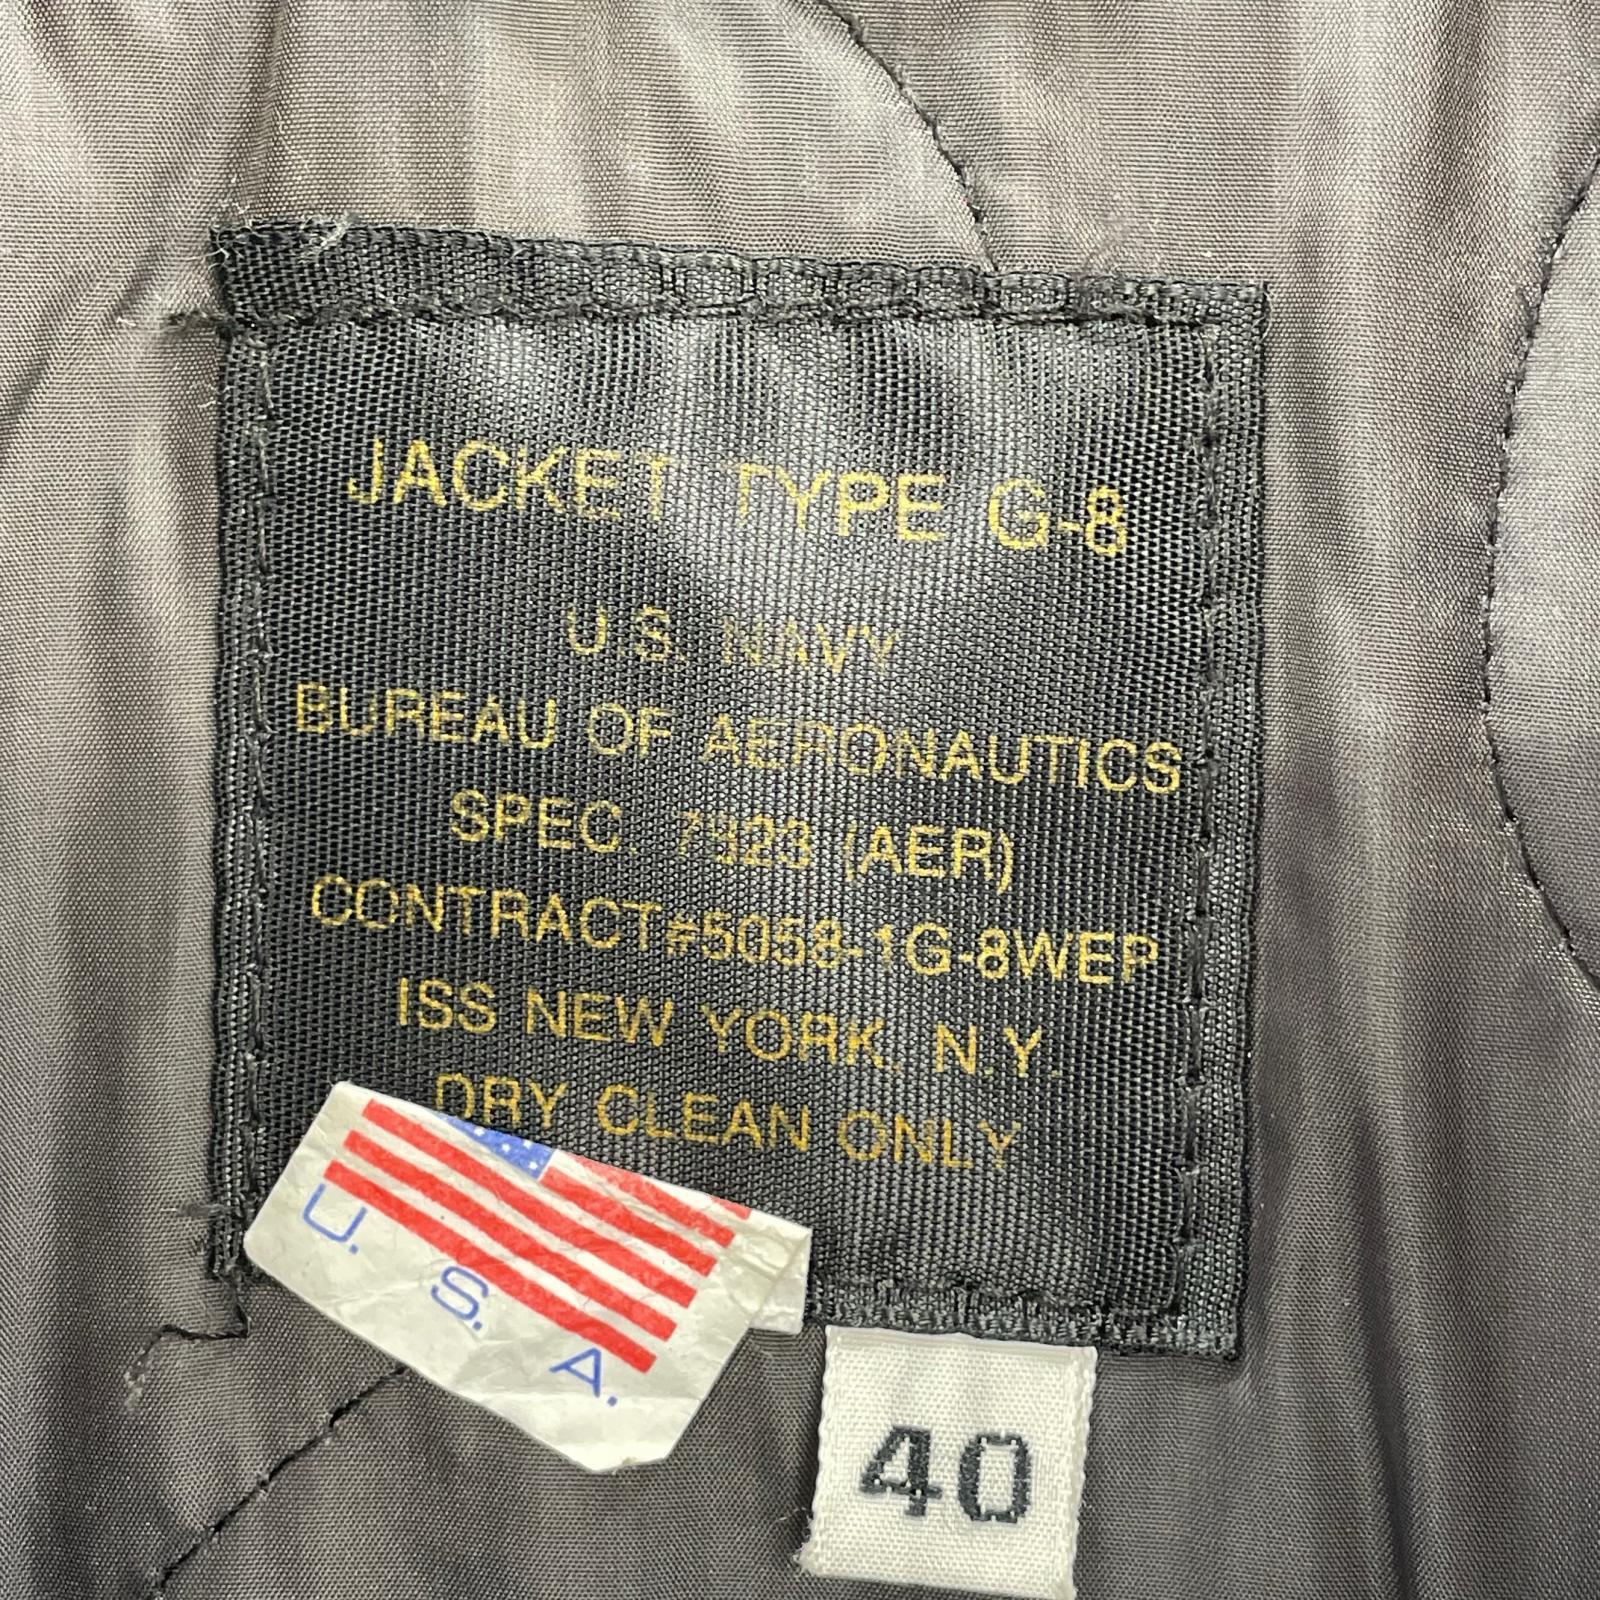 JACKET TYPE G-8
U.S. NAVY
BUREAU OF AERONAUTICS
SPEC. 7823 (AER)
CONTRACT#5058-1G-8WEP
ISS NEW YORK. N.Y.
DRY CLEAN ONLY
U.S.A.
40